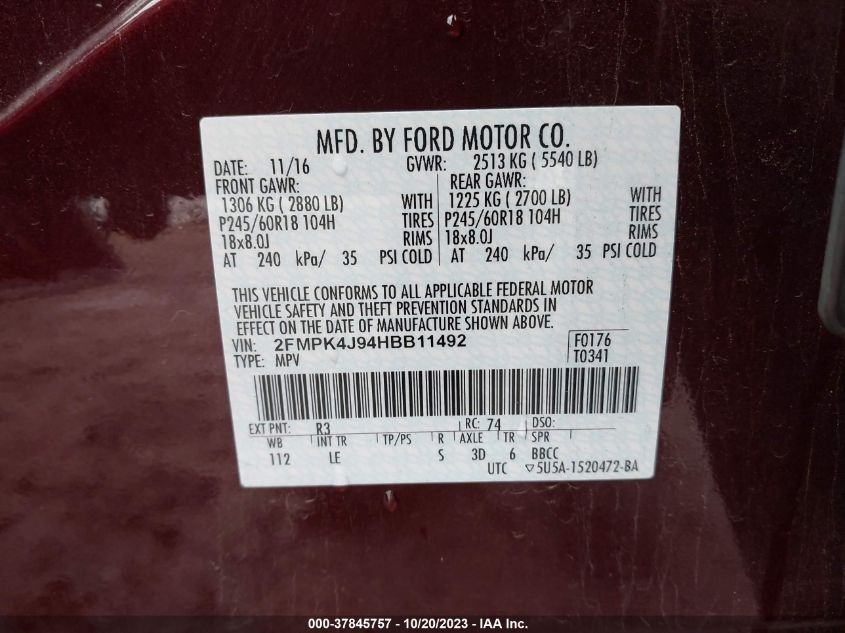 MFD. BY FORD MOTOR CO.
DATE: 11/16 GVWR: 2513 KG ( 5540 LB)
FRONT GAWR: REAR GAWR:
1306 KG ( 2880 LB) WITH 1225 KG ( 2700 LB) WITH
P245/60R18 104H TIRES P245/60R18 104H TIRES
18x8.0J RIMS 18x8.0J RIMS
AT 240 kPa/ 35 PSI COLD AT 240 kPa/ 35 PSI COLD
THIS VEHICLE CONFORMS TO ALL APPLICABLE FEDERAL MOTOR
VEHICLE SAFETY AND THEFT PREVENTION STANDARDS IN
EFFECT ON THE DATE OF MANUFACTURE SHOWN ABOVE.
VIN: 2FMPK4J94HBB11492 F0176
TYPE: MPV T0341
EXT PNT: R3 RC: 74 DSO:
WB INT TR TP/PS R AXLE TR SPR
112 LE S 3D 6 BBCC
UTC ▽5U5A-1520472-BA
000-37845757 - 10/20/2023 - IAA Inc.